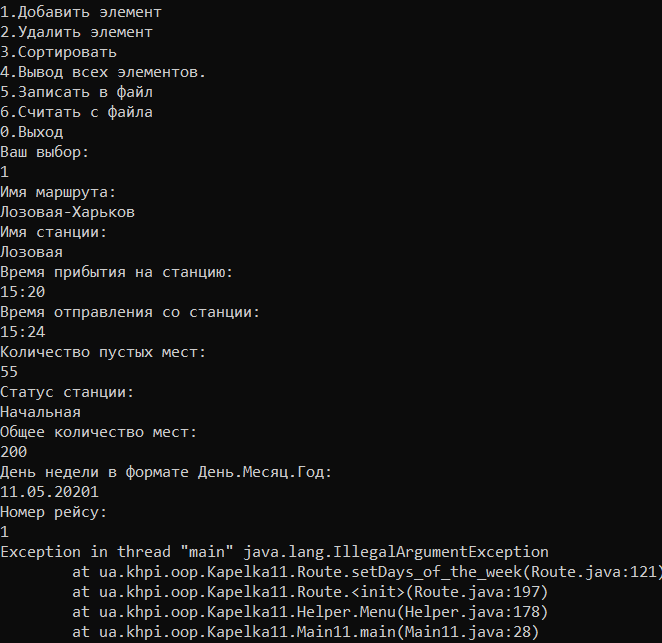 1.Добавить элемент
2.Удалить элемент
3.Сортировать
4.Вывод всех элементов.
5.Записать в файл
6.Считать с файла
0.Выход
Ваш выбор:
1
Имя маршрута:
Лозовая-Харьков
Имя станции:
Лозовая
Время прибытия на станцию:
15:20
Время отправления со станции:
15:24
Количество пустых мест:
55
Статус станции:
Начальная
Общее количество мест:
200
День недели в формате День.Месяц.Год:
11.05.20201
Номер рейсу:
1
Exception in thread "main" java.lang.IllegalArgumentException
at ua.khpi.oop.Kapelka11.Route.setDays_of_the_week(Route.java:121)
at ua.khpi.oop.Kapelka11.Route.<init>(Route.java:197)
at ua.khpi.oop.Kapelka11.Helper.Menu(Helper.java:178)
at ua.khpi.oop.Kapelka11.Main11.main(Main11.java:28)